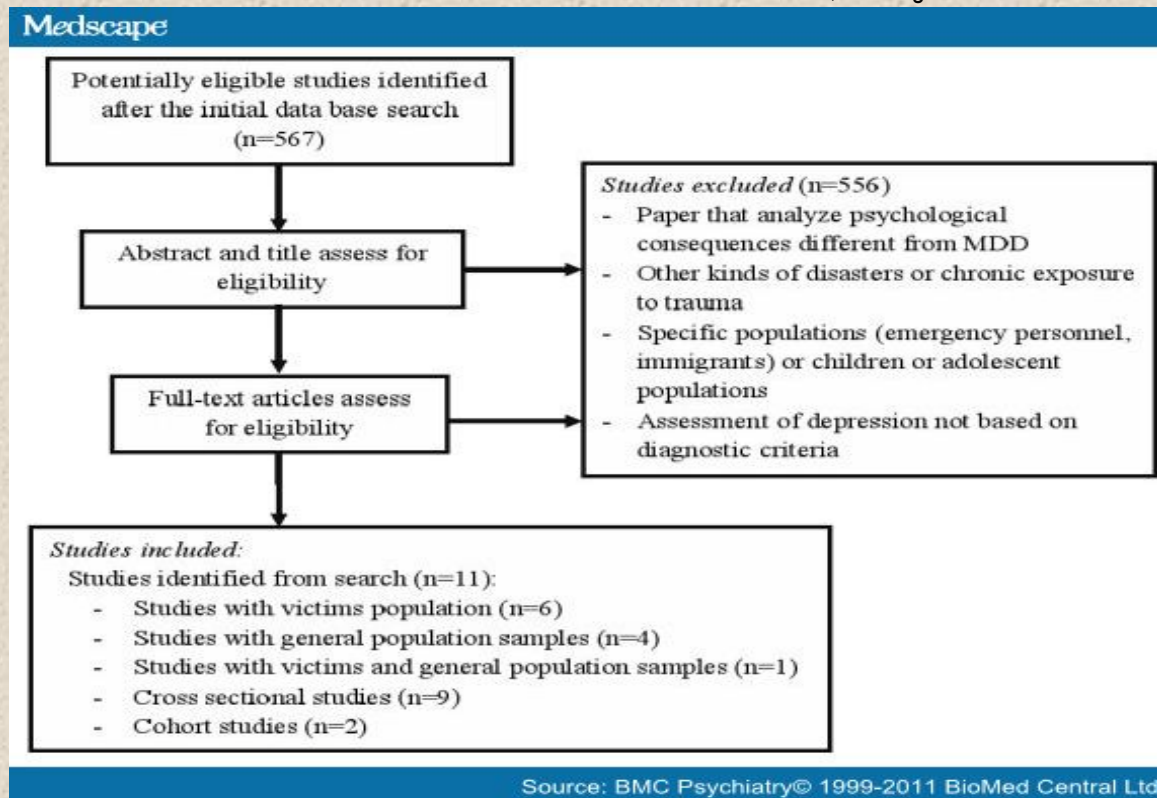 Medscape
Potentially eligible studies identified
after the initial data base search
(n=567)
Abstract and title assess for
eligibility
Full-text articles assess
for eligibility
Studies excluded (n=556)
- Paper that analyze psychological
consequences different from MDD
- Other kinds of disasters or chronic exposure
to trauma
- Specific populations (emergency personnel,
immigrants) or children or adolescent
populations
- Assessment of depression not based on
diagnostic criteria
Studies included:
Studies identified from search (n=11):
- Studies with victims population (n=6)
- Studies with general population samples (n=4)
- Studies with victims and general population samples (n=1)
- Cross sectional studies (n=9)
- Cohort studies (n=2)
Source: BMC Psychiatry© 1999-2011 BioMed Central Ltd